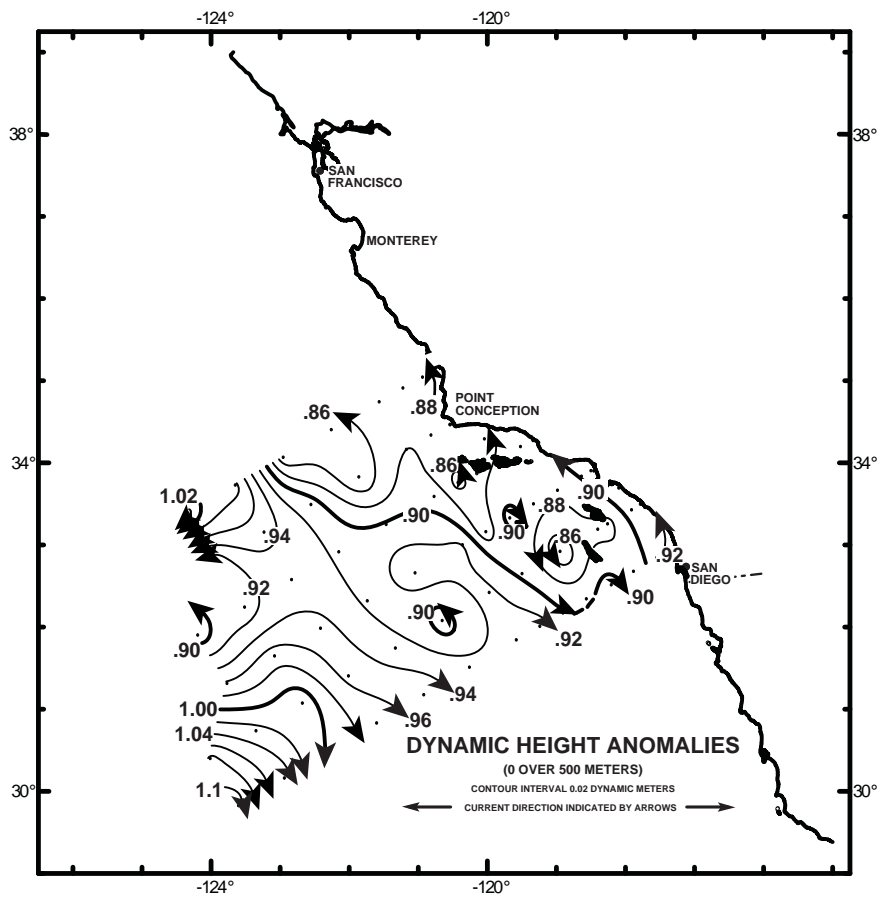 -124° -120°
38°
SAN
FRANCISCO
MONTEREY
POINT
CONCEPTION
.88
.86
34°
34°
.86
1.02
.90
.88
.90
.90
.94
.86
.92
SAN
DIEGO
.92
.90
.90
.92
.90
.94
1.00
.96
1.04
DYNAMIC HEIGHT ANOMALIES
(0 OVER 500 METERS)
CONTOUR INTERVAL 0.02 DYNAMIC METERS
CURRENT DIRECTION INDICATED BY ARROWS
1.1
30°
30°
38°
-124° -120°